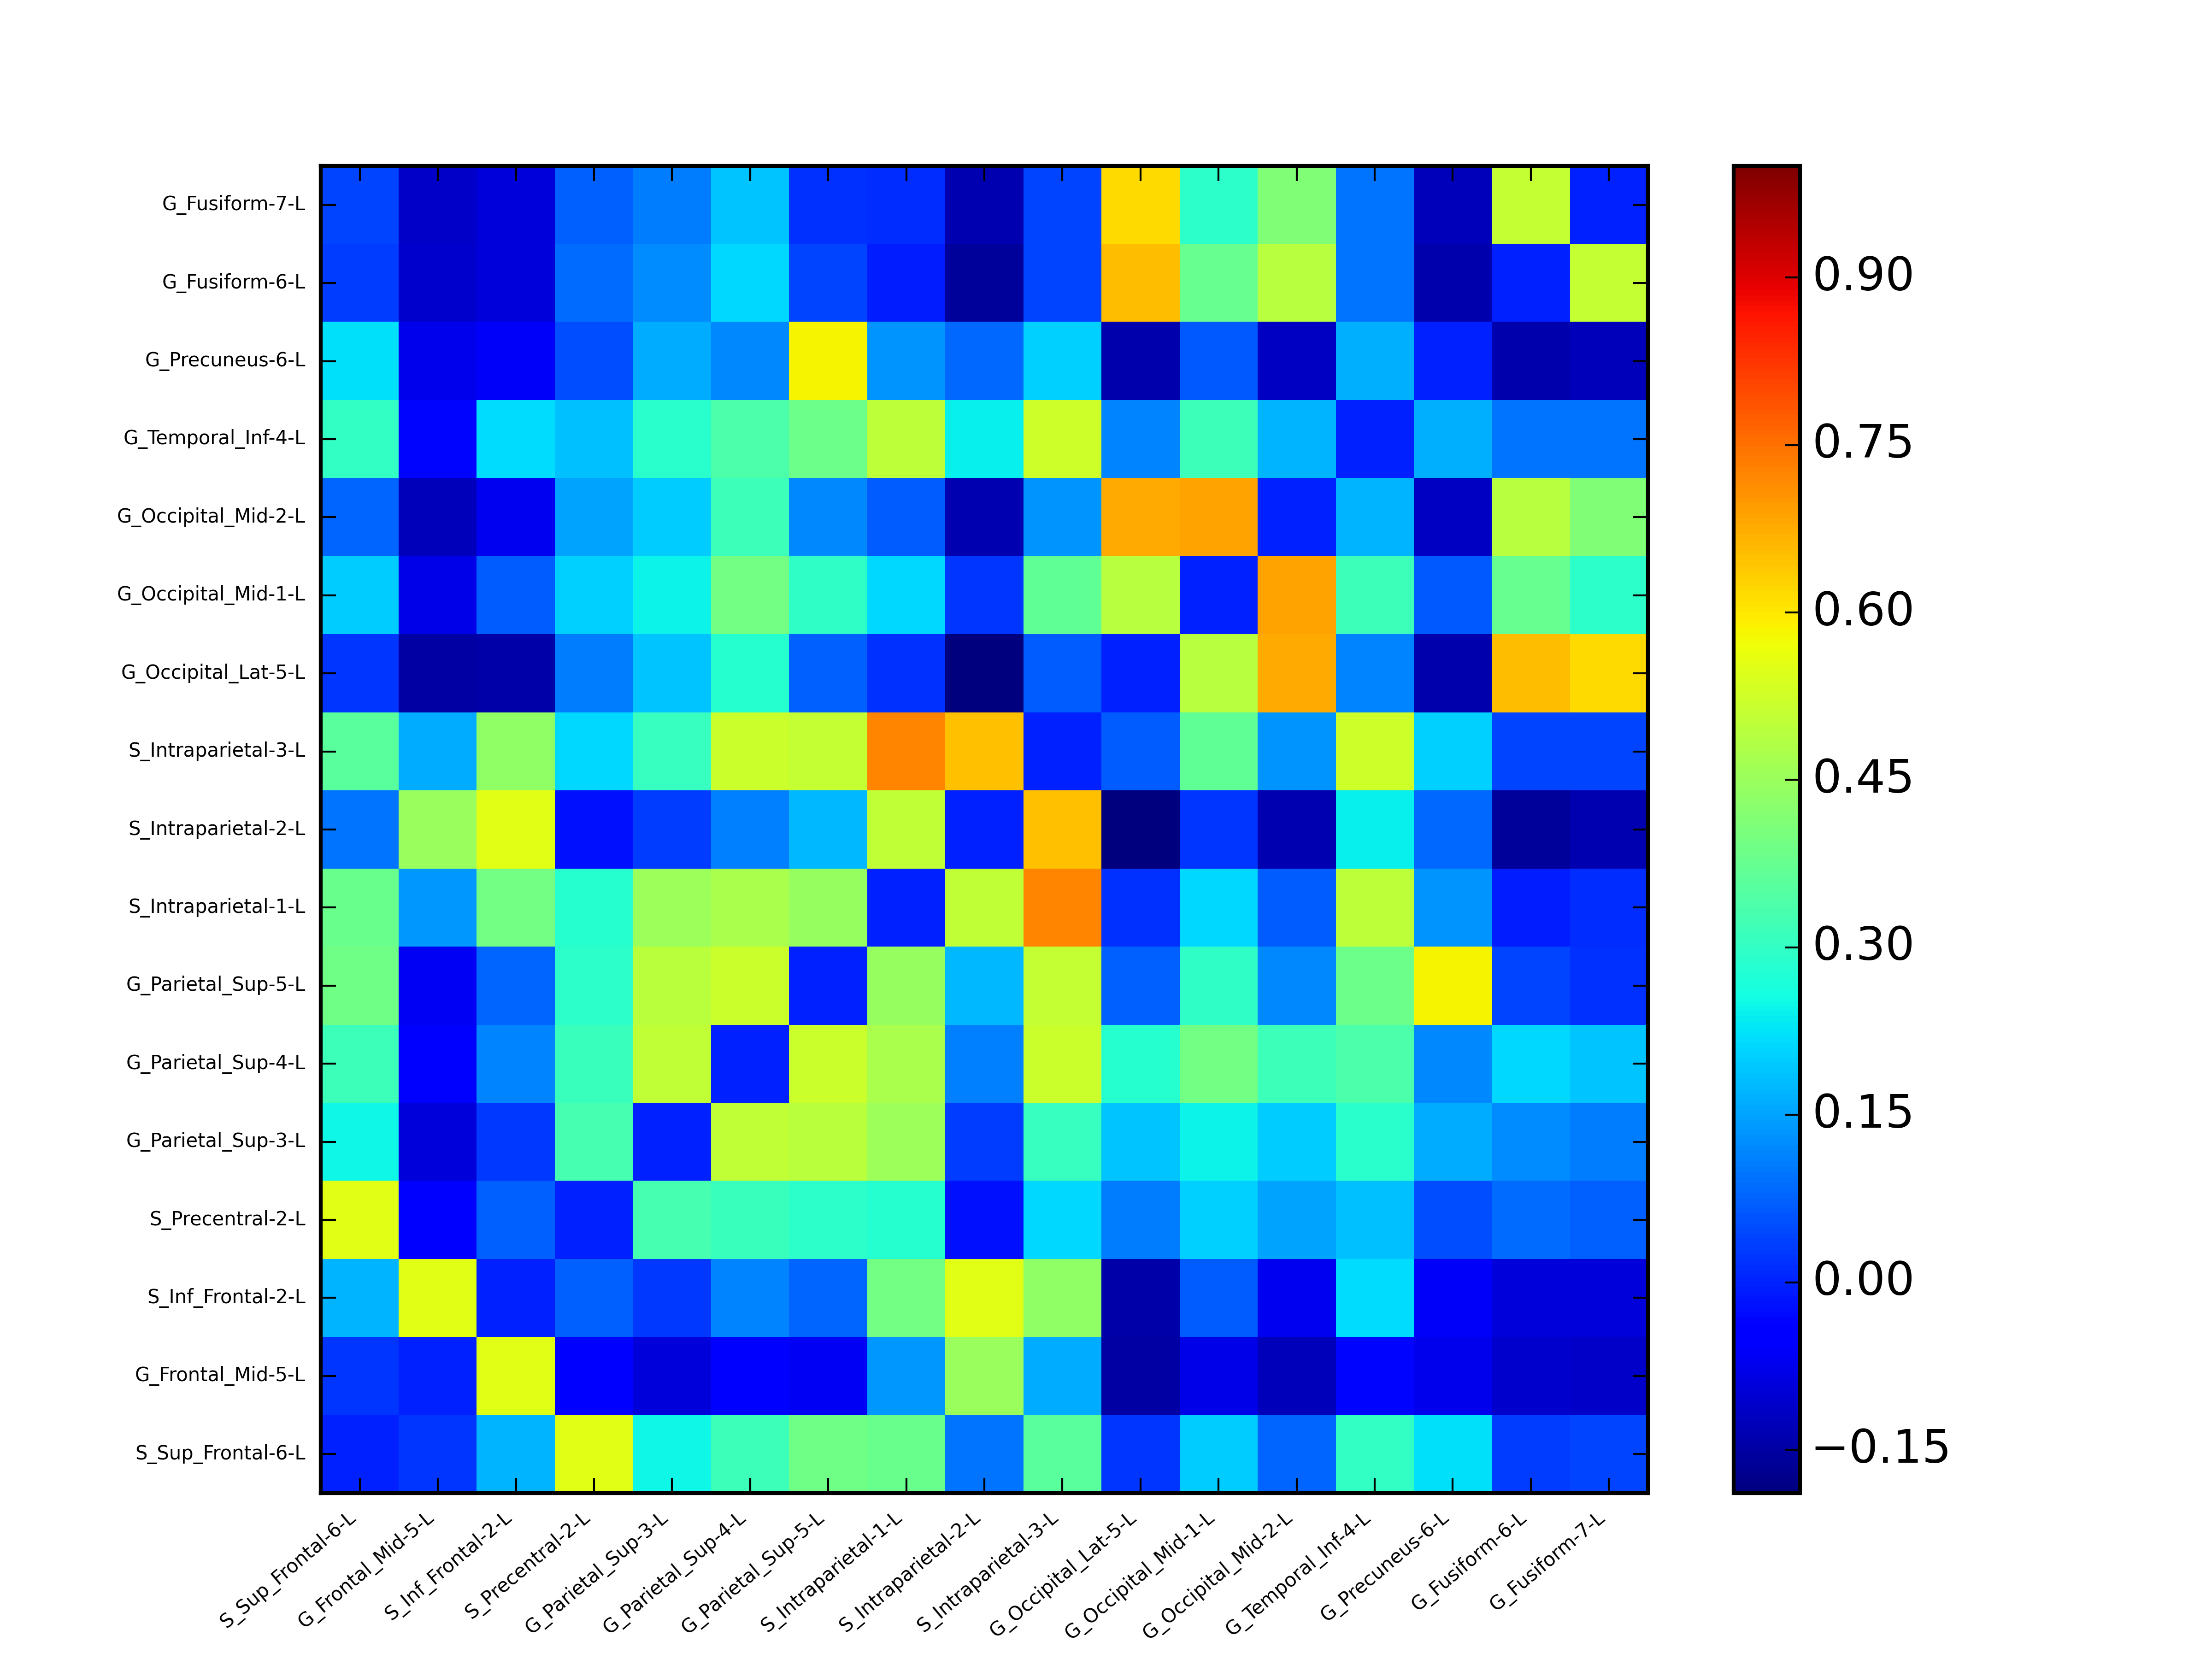 G_Fusiform-7-L
G_Fusiform-6-L
G_Precuneus-6-L
G_Temporal_Inf-4-L
G_Occipital_Mid-2-L
G_Occipital_Mid-1-L
G_Occipital_Lat-5-L
S_Intraparietal-3-L
S_Intraparietal-2-L
S_Intraparietal-1-L
G_Parietal_Sup-5-L
G_Parietal_Sup-4-L
G_Parietal_Sup-3-L
S_Precentral-2-L
S_Inf_Frontal-2-L
G_Frontal_Mid-5-L
S_Sup_Frontal-6-L
S_Sup_Frontal-6-L
G_Frontal_Mid-5-L
S_Inf_Frontal-2-L
S_Precentral-2-L
G_Parietal_Sup-3-L
G_Parietal_Sup-4-L
G_Parietal_Sup-5-L
S_Intraparietal-1-L
S_Intraparietal-2-L
S_Intraparietal-3-L
G_Occipital_Lat-5-L
G_Occipital_Mid-1-L
G_Occipital_Mid-2-L
G_Temporal_Inf-4-L
G_Precuneus-6-L
G_Fusiform-6-L
G_Fusiform-7-L
0.90
0.75
0.60
0.45
0.30
0.15
0.00
−0.15